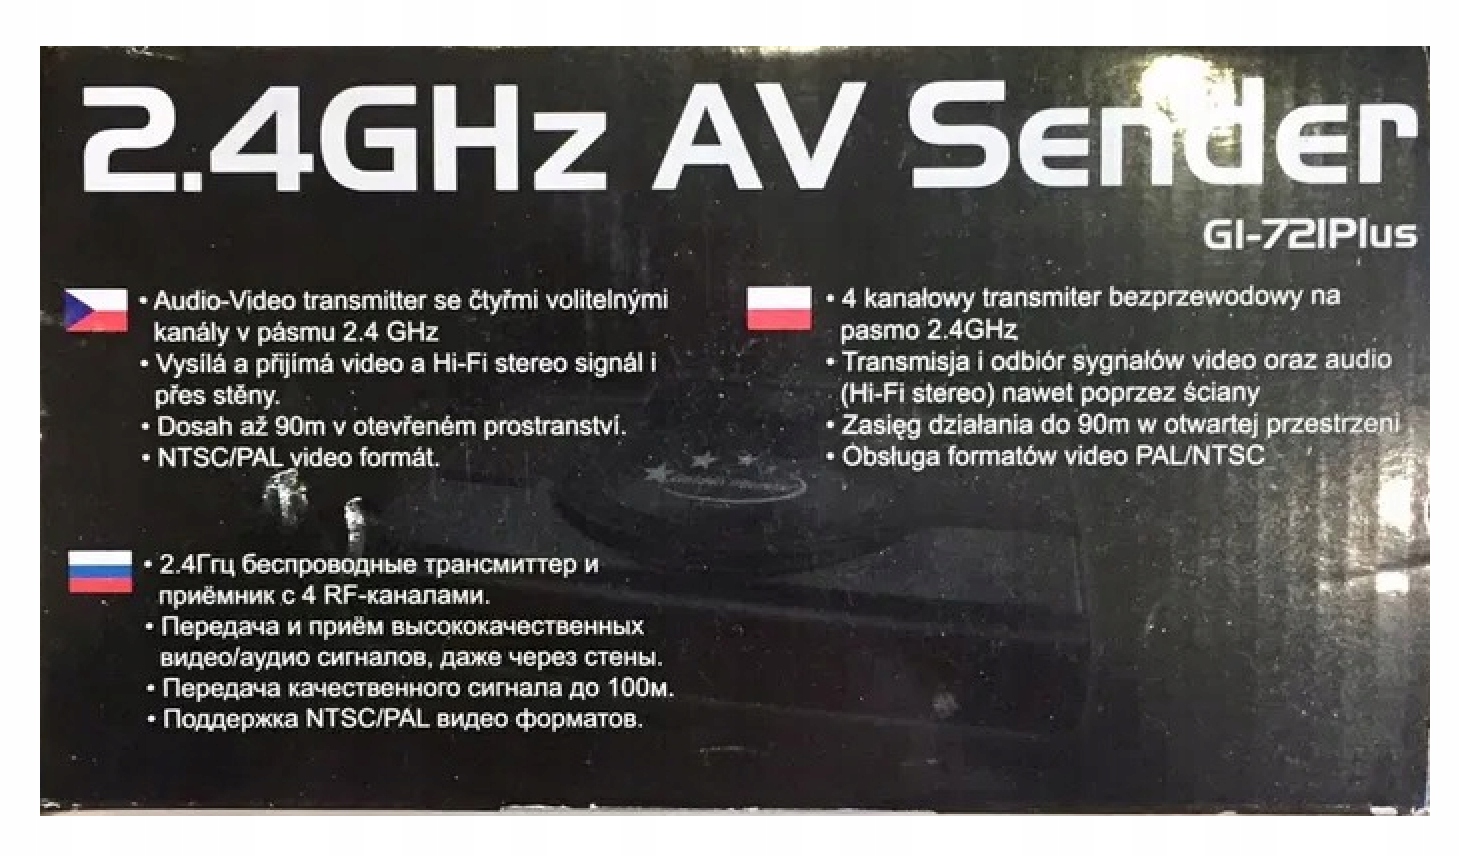 2.4GHz AV Sender
GI-721Plus
• Audio-Video transmitter se čtyřmi volitelnými
kanály v pásmu 2.4 GHz
• Vysílá a přijímá video a Hi-Fi stereo signál i
přes stěny.
• Dosah až 90m v otevřeném prostranství.
• NTSC/PAL video formát.
• 4 kanałowy transmiter bezprzewodowy na
pasmo 2.4GHz
• Transmisja i odbiór sygnałów video oraz audio
(Hi-Fi stereo) nawet poprzez ściany
• Zasięg działania do 90m w otwartej przestrzeni
• Obsługa formatów video PAL/NTSC
• 2.4Ггц беспроводные трансмиттер и
приёмник с 4 RF-каналами.
• Передача и приём высококачественных
видео/аудио сигналов, даже через стены.
• Передача качественного сигнала до 100м.
• Поддержка NTSC/PAL видео форматов.